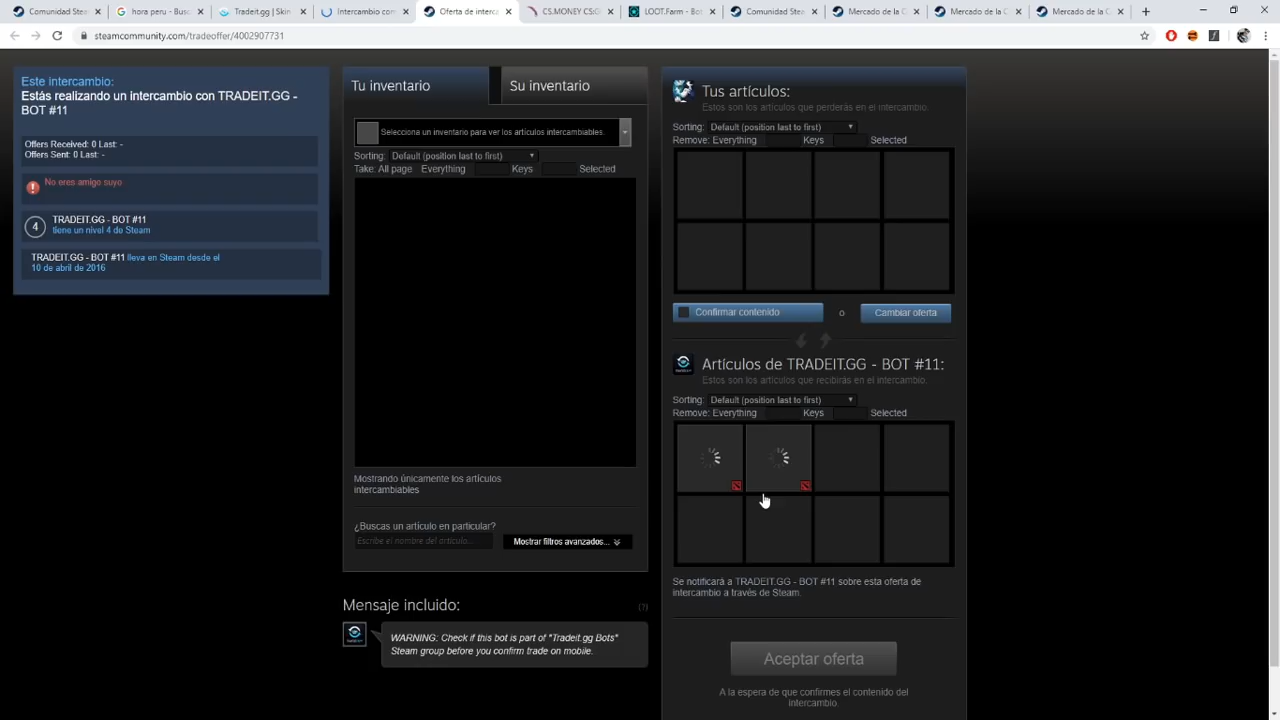 Comunidad Stea
hora peru - Busc
Tradeit.gg | Skin
Intercambio com
Oferta de interca
CS.MONEY CS:G
LOOT.Farm - Bo
Comunidad Stea
Mercado de la C
Mercado de la C
Mercado de la C
steamcommunity.com/tradeoffer/4002907731
Este intercambio:
Estás realizando un intercambio con TRADEIT.GG -
BOT #11
Offers Received: 0 Last: -
Offers Sent: 0 Last: -
No eres amigo suyo
4
TRADEIT.GG - BOT #11
tiene un nivel 4 de Steam
TRADEIT.GG - BOT #11 lleva en Steam desde el
10 de abril de 2016
Tu inventario
Su inventario
Selecciona un inventario para ver los artículos intercambiables.
Sorting: Default (position last to first)
Take: All page Everything Keys Selected
Mostrando únicamente los artículos
intercambiables
¿Buscas un artículo en particular?
Escribe el nombre del artículo...
Mostrar filtros avanzados...
Mensaje incluido:
(?)
WARNING: Check if this bot is part of "Tradeit.gg Bots"
Steam group before you confirm trade on mobile.
Tus artículos:
Estos son los artículos que perderás en el intercambio.
Sorting: Default (position last to first)
Remove: Everything Keys Selected
Confirmar contenido o Cambiar oferta
Artículos de TRADEIT.GG - BOT #11:
Estos son los artículos que recibirás en el intercambio.
Sorting: Default (position last to first)
Remove: Everything Keys Selected
Se notificará a TRADEIT.GG - BOT #11 sobre esta oferta de
intercambio a través de Steam.
Aceptar oferta
A la espera de que confirmes el contenido del
intercambio.